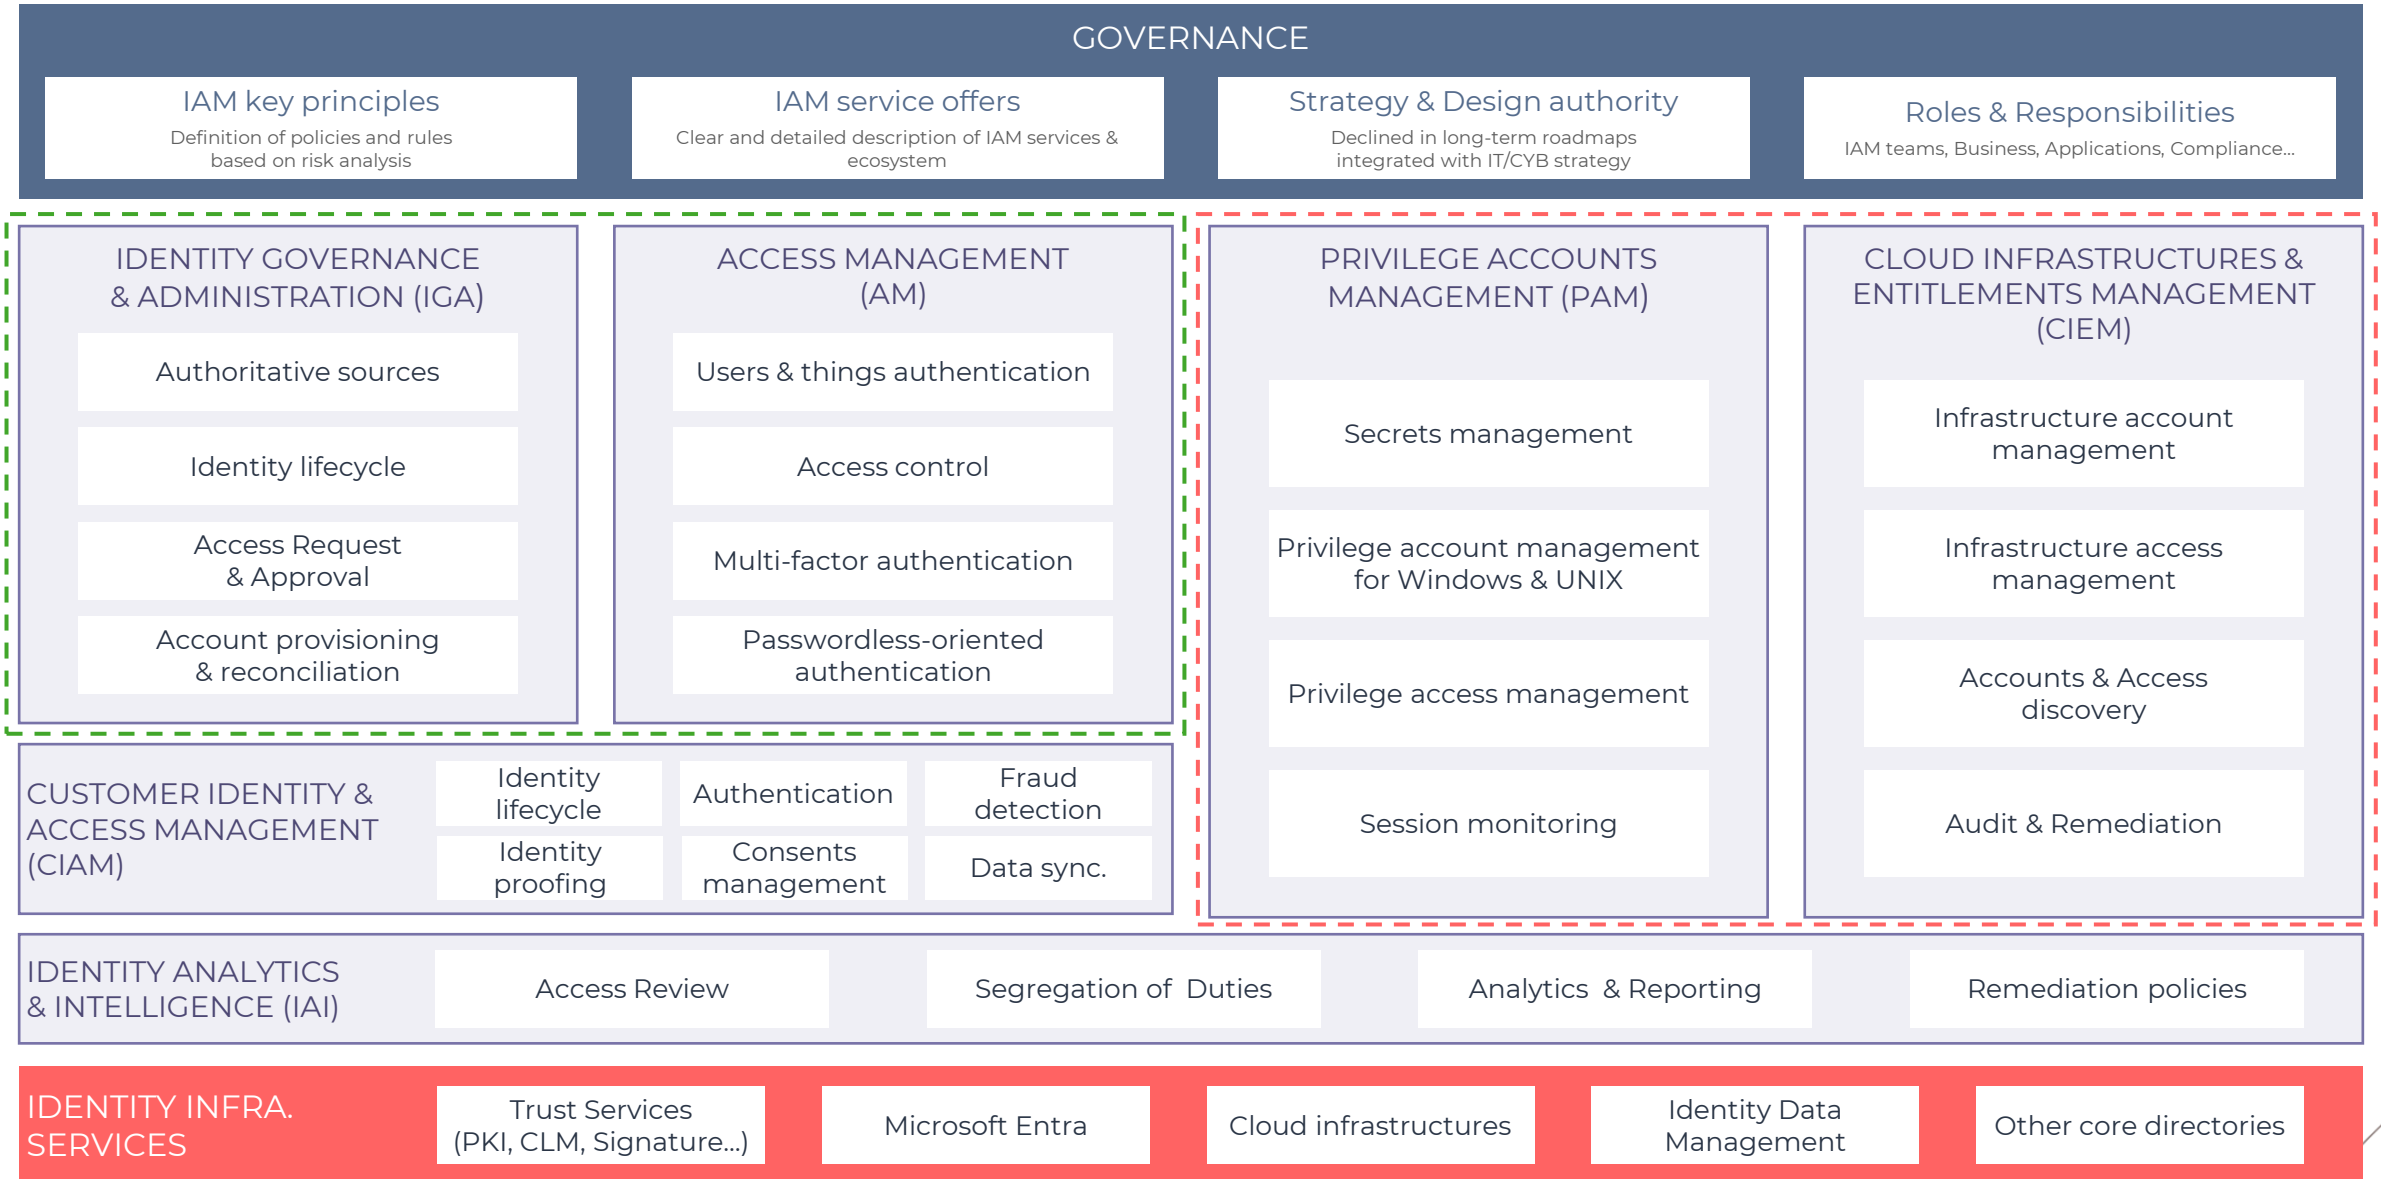 GOVERNANCE
IAM key principles
Definition of policies and rules
based on risk analysis
IAM service offers
Clear and detailed description of IAM services &
ecosystem
Strategy & Design authority
Declined in long-term roadmaps
integrated with IT/CYB strategy
Roles & Responsibilities
IAM teams, Business, Applications, Compliance...
IDENTITY GOVERNANCE
& ADMINISTRATION (IGA)
Authoritative sources
Identity lifecycle
Access Request
& Approval
Account provisioning
& reconciliation
ACCESS MANAGEMENT
(AM)
Users & things authentication
Access control
Multi-factor authentication
Passwordless-oriented
authentication
PRIVILEGE ACCOUNTS
MANAGEMENT (PAM)
Secrets management
Privilege account management
for Windows & UNIX
Privilege access management
Session monitoring
CLOUD INFRASTRUCTURES &
ENTITLEMENTS MANAGEMENT
(CIEM)
Infrastructure account
management
Infrastructure access
management
Accounts & Access
discovery
Audit & Remediation
CUSTOMER IDENTITY &
ACCESS MANAGEMENT
(CIAM)
Identity
lifecycle
Authentication
Fraud
detection
Identity
proofing
Consents
management
Data sync.
IDENTITY ANALYTICS
& INTELLIGENCE (IAI)
Access Review
Segregation of  Duties
Analytics  & Reporting
Remediation policies
IDENTITY INFRA.
SERVICES
Trust Services
(PKI, CLM, Signature...)
Microsoft Entra
Cloud infrastructures
Identity Data
Management
Other core directories